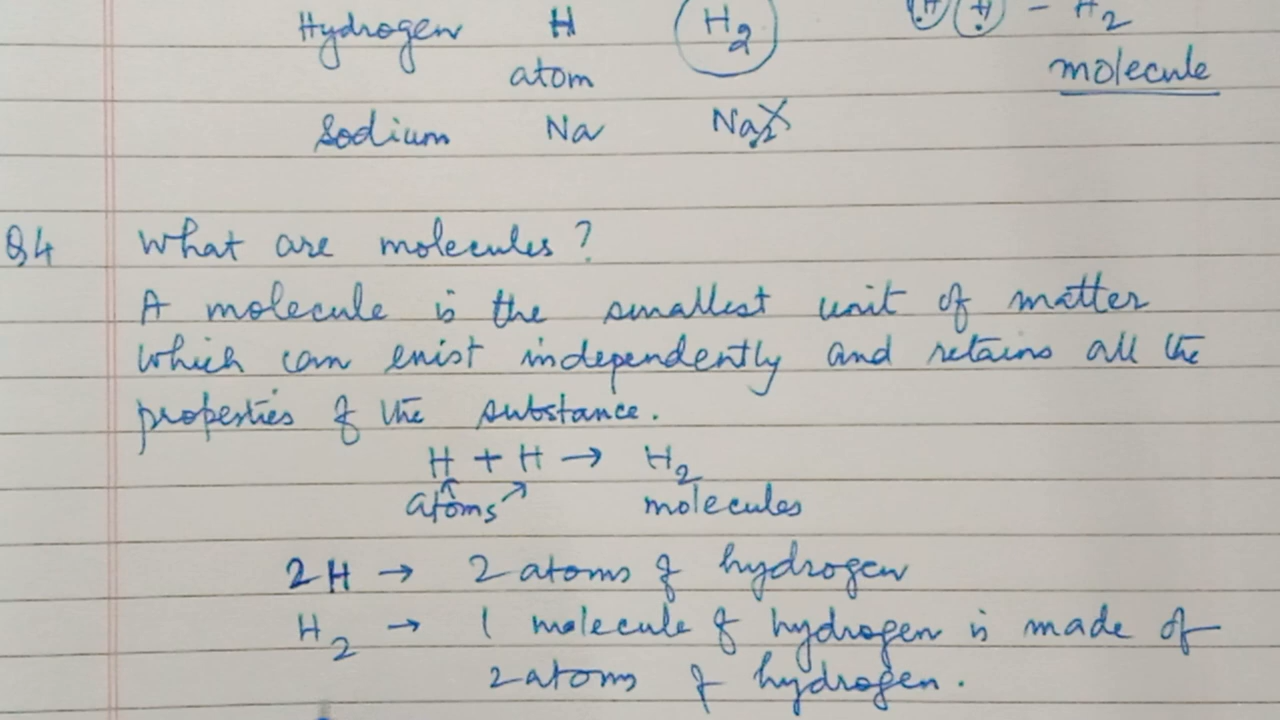 Hydrogen H H2 H H - H2
atom molecule
Sodium Na Na2
Q4 What are molecules?
A molecule is the smallest unit of matter
which can exist independently and retains all the
properties of the substance.
H + H → H2
atoms molecules
2H → 2 atoms of hydrogen
H2 → 1 molecule of hydrogen is made of
2 atoms of hydrogen.